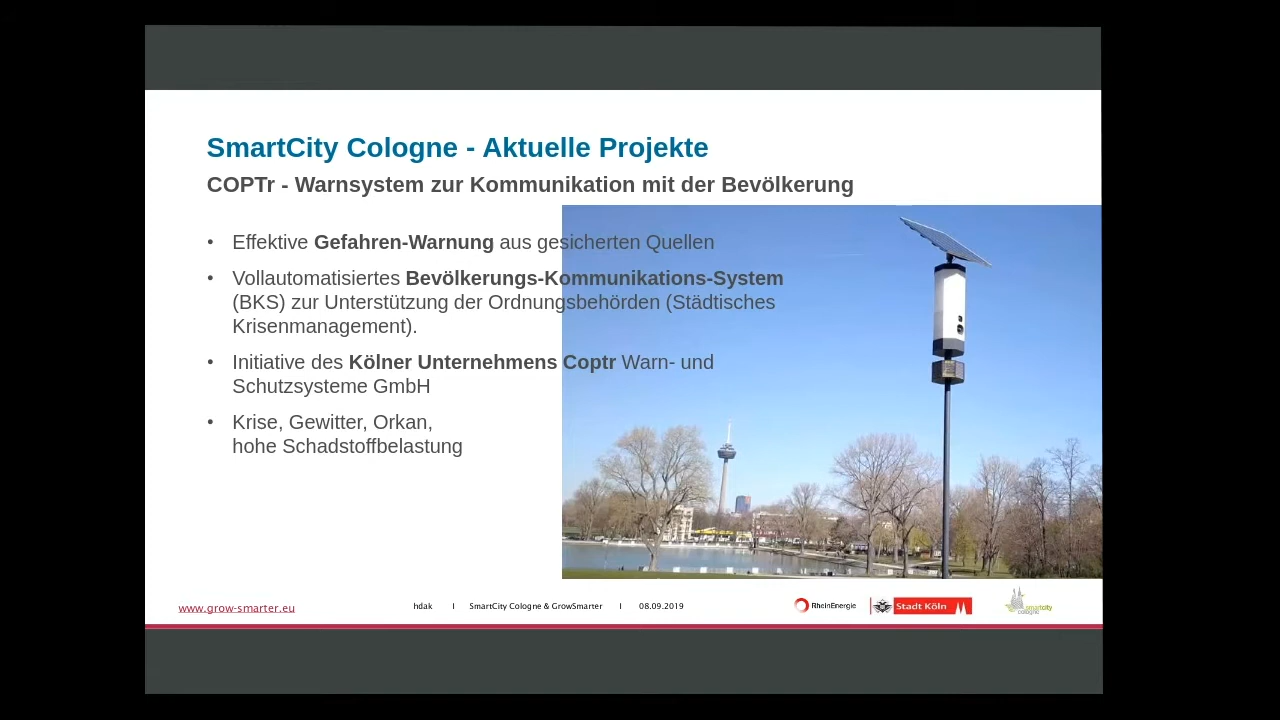 SmartCity Cologne - Aktuelle Projekte
COPTr - Warnsystem zur Kommunikation mit der Bevölkerung
• Effektive Gefahren-Warnung aus gesicherten Quellen
• Vollautomatisiertes Bevölkerungs-Kommunikations-System
(BKS) zur Unterstützung der Ordnungsbehörden (Städtisches
Krisenmanagement).
• Initiative des Kölner Unternehmens Coptr Warn- und
Schutzsysteme GmbH
• Krise, Gewitter, Orkan,
hohe Schadstoffbelastung
www.grow-smarter.eu
hdak I SmartCity Cologne & GrowSmarter I 08.09.2019
RheinEnergie
Stadt Köln
smartcity
cologne